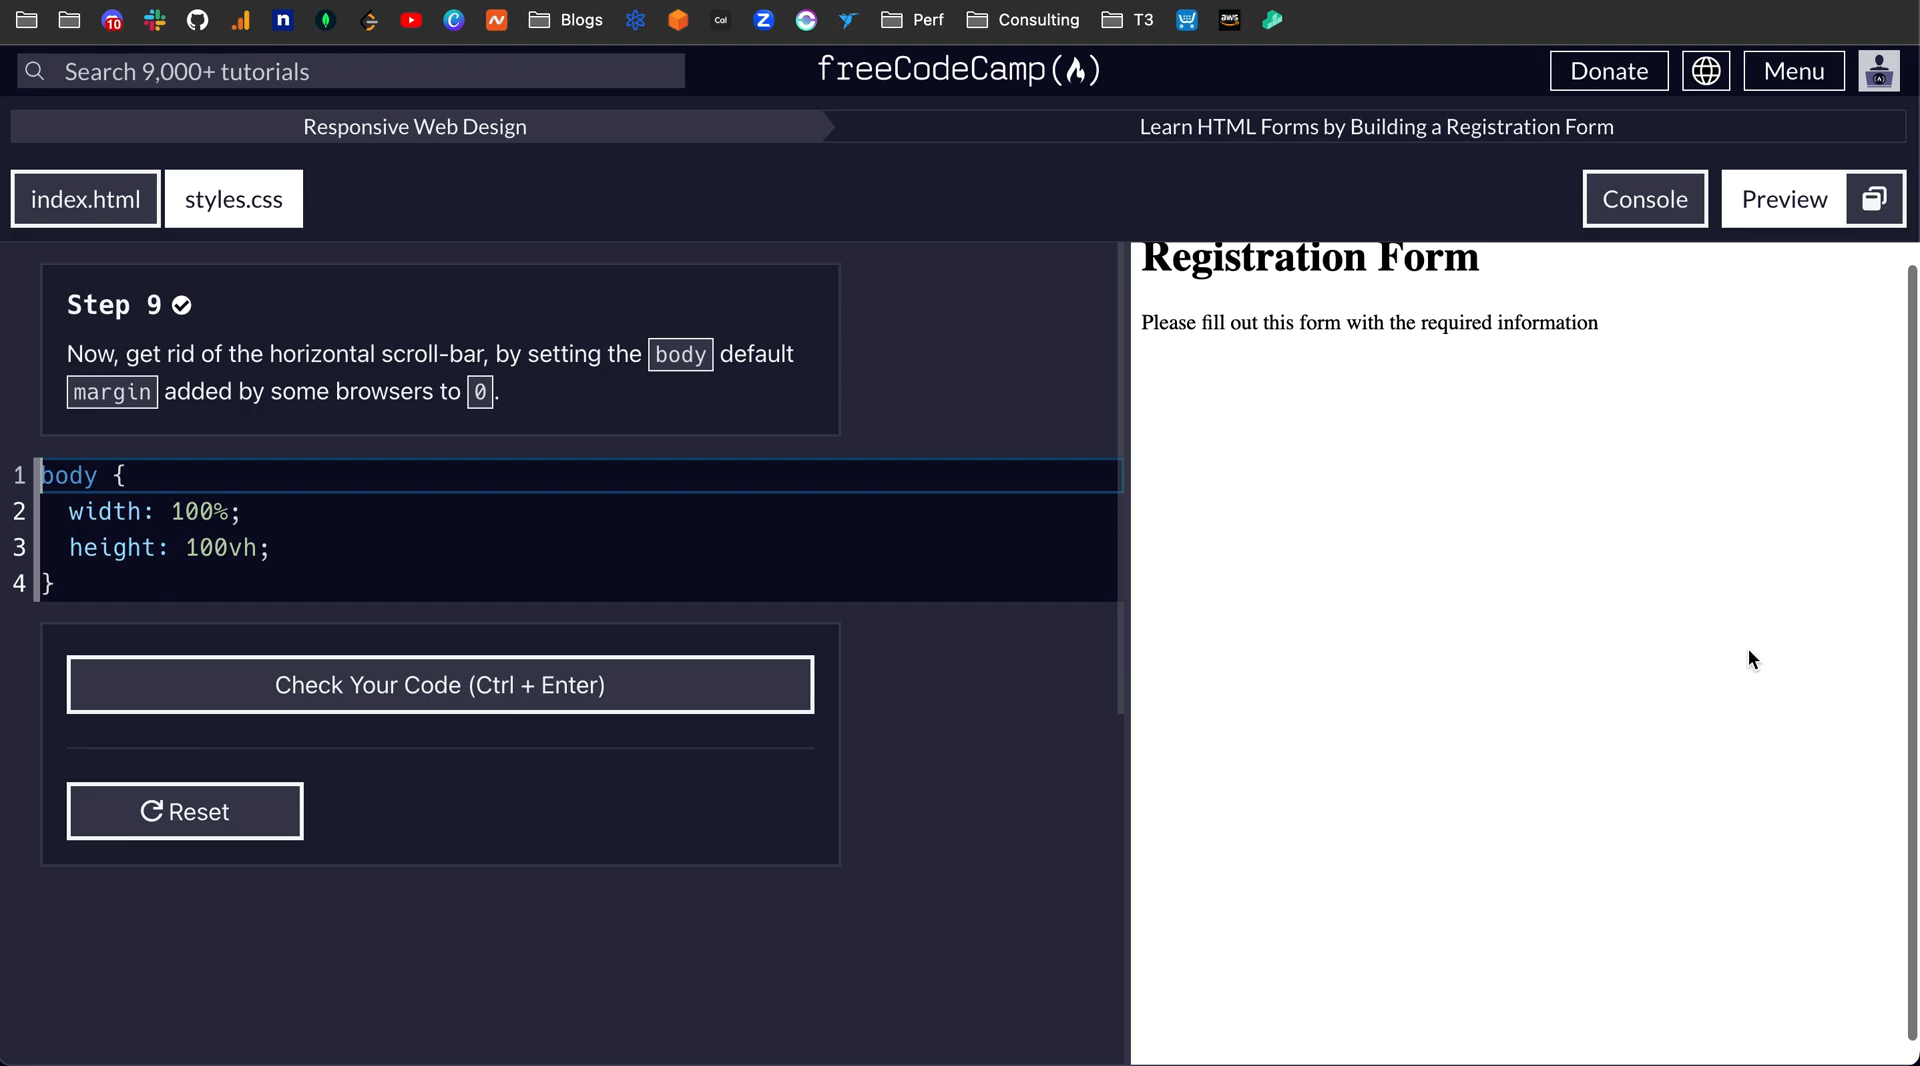 10
n
Blogs
Cal
Z
Perf
Consulting
T3
aws
Search 9,000+ tutorials
freeCodeCamp(🔥)
Donate
Menu
Responsive Web Design
Learn HTML Forms by Building a Registration Form
index.html
styles.css
Console
Preview
Step 9
Now, get rid of the horizontal scroll-bar, by setting the body default
margin added by some browsers to 0.
1 body {
2 width: 100%;
3 height: 100vh;
4 }
Check Your Code (Ctrl + Enter)
Reset
Registration Form
Please fill out this form with the required information